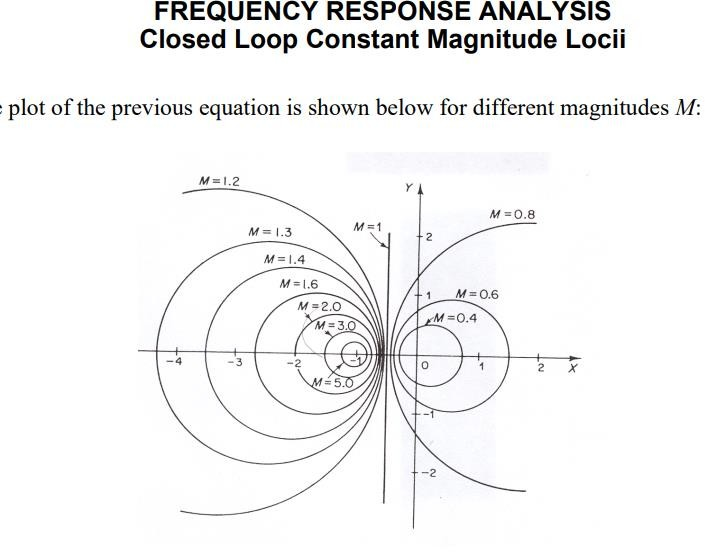 FREQUENCY RESPONSE ANALYSIS
Closed Loop Constant Magnitude Locii
plot of the previous equation is shown below for different magnitudes M:
M=1.2
Y
M=0.8
M=1
M=1.3
2
M=1.4
M=1.6
1
M=0.6
M=2.0
M=0.4
M=3.0
-4
-3
-2
-1
0
1
2
X
M=5.0
-1
-2